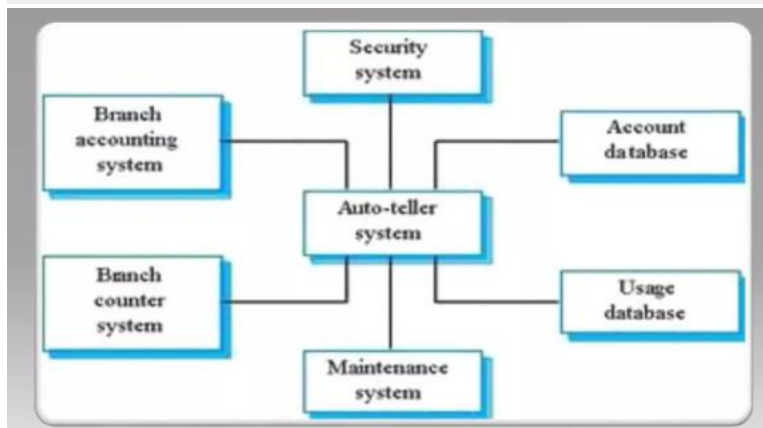 Security
system
Branch
accounting
system
Account
database
Auto-teller
system
Branch
counter
system
Usage
database
Maintenance
system